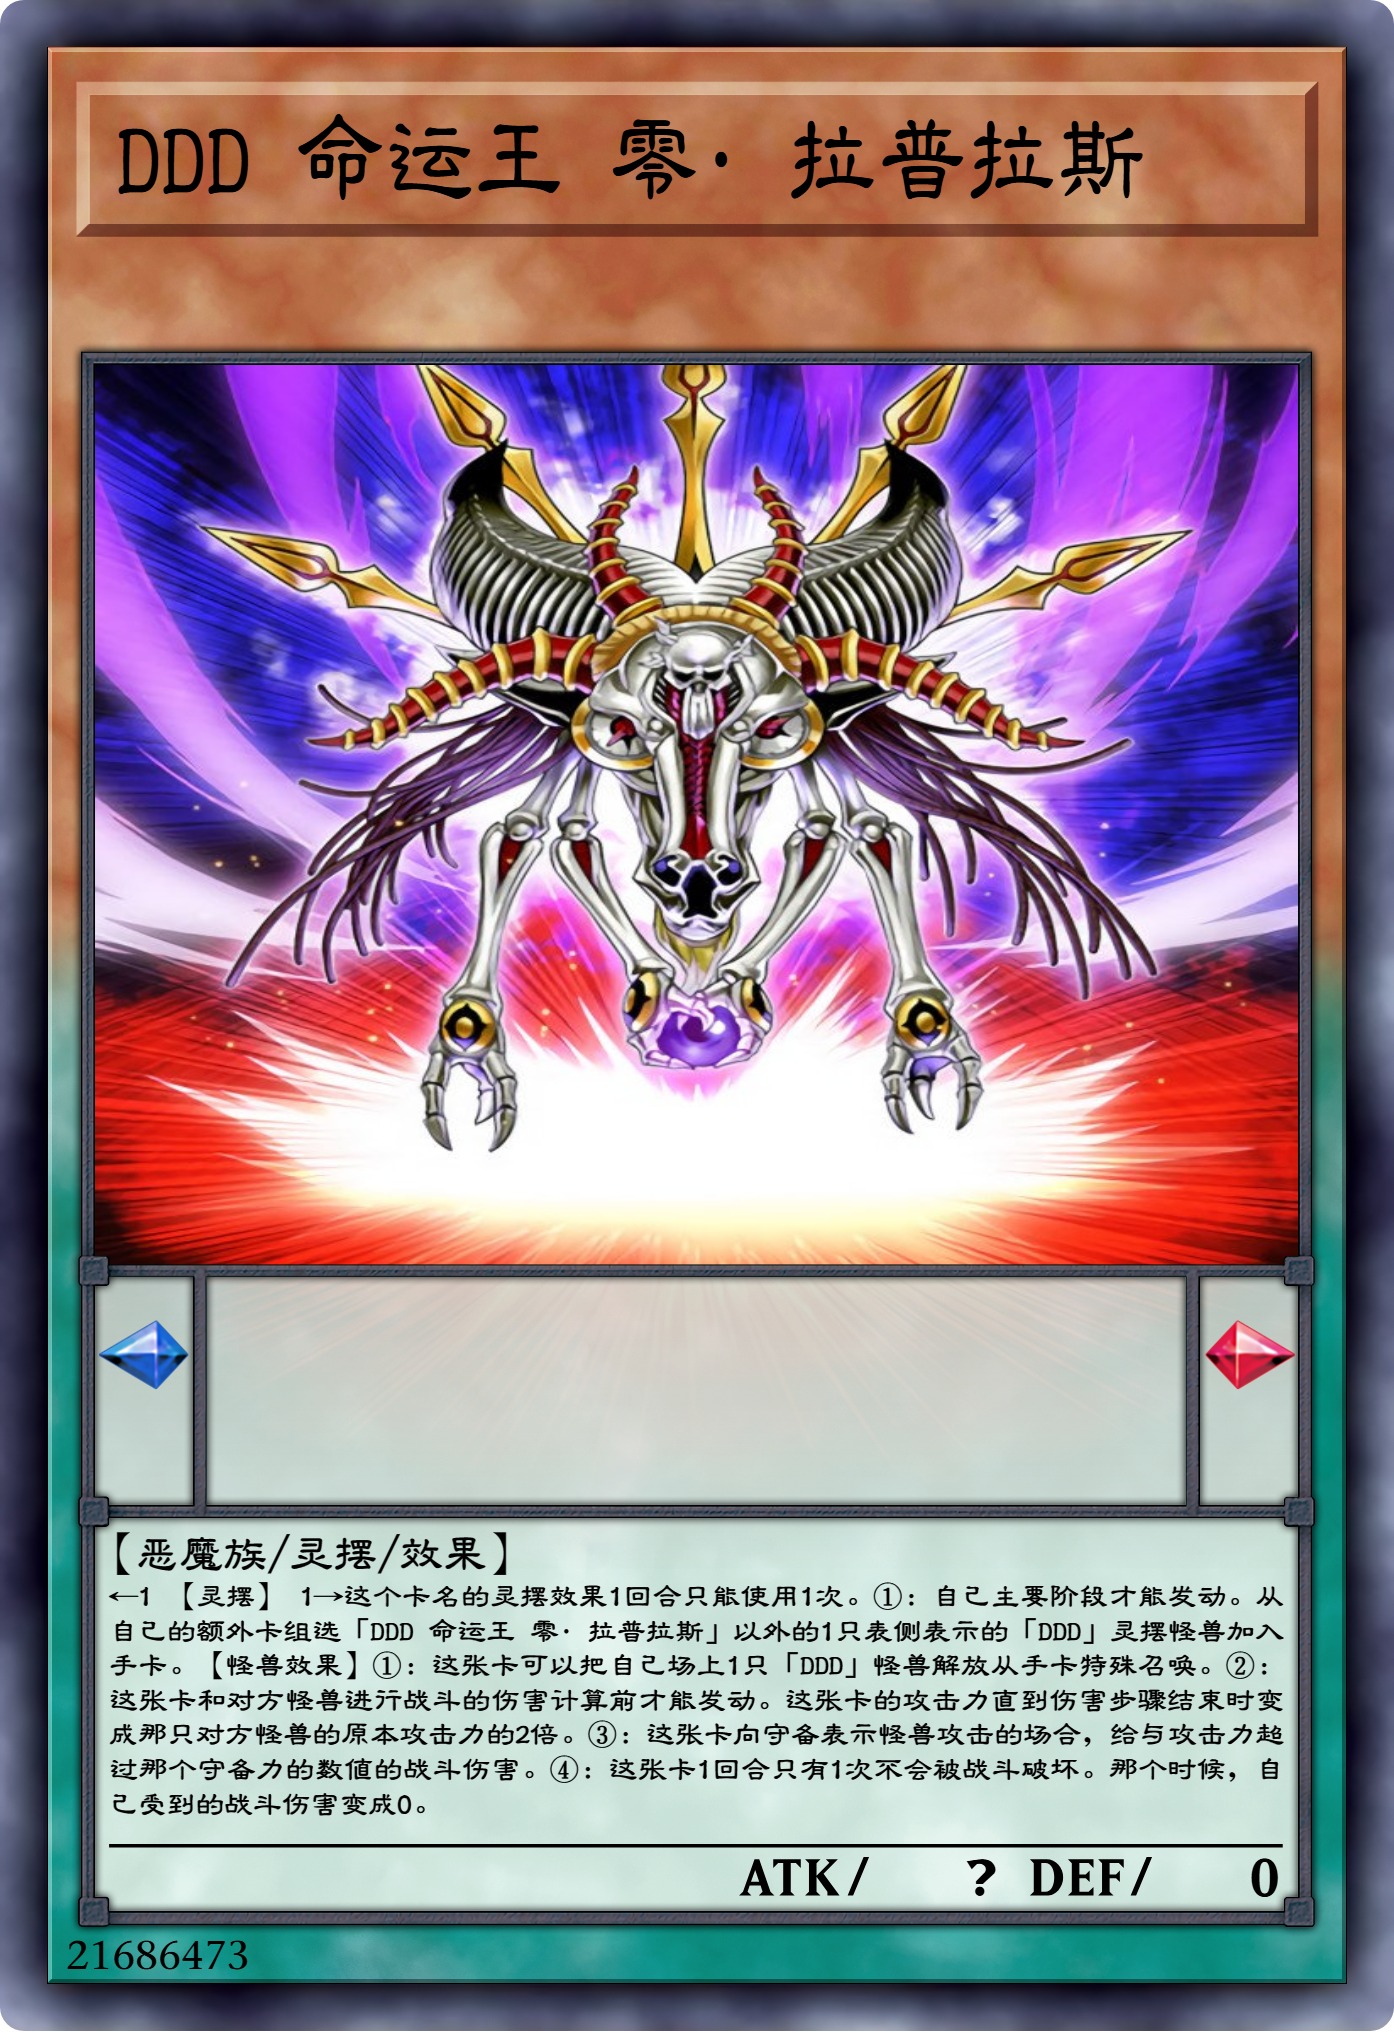 DDD 命运王 零·拉普拉斯
【恶魔族/灵摆/效果】
←1 【灵摆】 1→这个卡名的灵摆效果1回合只能使用1次。①：自己主要阶段才能发动。从
自己的额外卡组选「DDD 命运王 零·拉普拉斯」以外的1只表侧表示的「DDD」灵摆怪兽加入
手卡。【怪兽效果】①：这张卡可以把自己场上1只「DDD」怪兽解放从手卡特殊召唤。②：
这张卡和对方怪兽进行战斗的伤害计算前才能发动。这张卡的攻击力直到伤害步骤结束时变
成那只对方怪兽的原本攻击力的2倍。③：这张卡向守备表示怪兽攻击的场合，给与攻击力超
过那个守备力的数值的战斗伤害。④：这张卡1回合只有1次不会被战斗破坏。那个时候，自
己受到的战斗伤害变成0。
ATK/ ? DEF/ 0
21686473